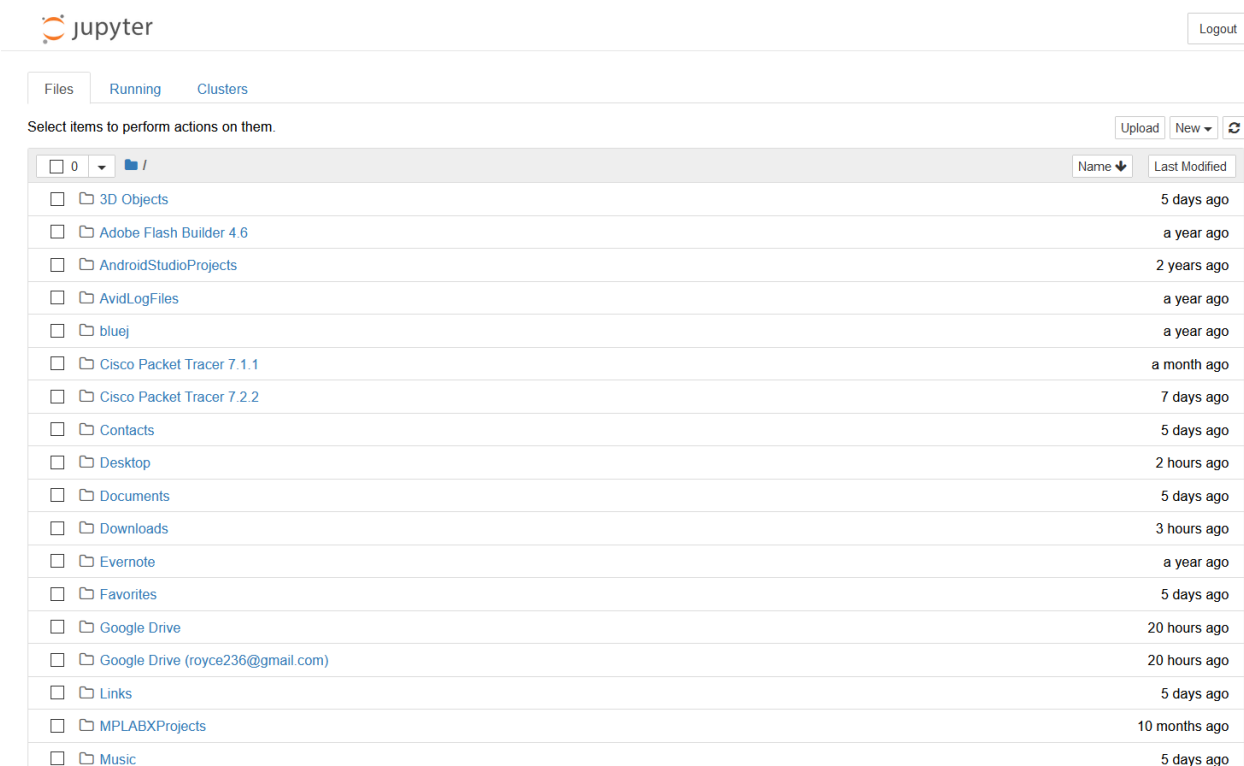 jupyter
Logout
Files Running Clusters
Select items to perform actions on them.
Upload New
0 /
Name Last Modified
3D Objects 5 days ago
Adobe Flash Builder 4.6 a year ago
AndroidStudioProjects 2 years ago
AvidLogFiles a year ago
bluej a year ago
Cisco Packet Tracer 7.1.1 a month ago
Cisco Packet Tracer 7.2.2 7 days ago
Contacts 5 days ago
Desktop 2 hours ago
Documents 5 days ago
Downloads 3 hours ago
Evernote a year ago
Favorites 5 days ago
Google Drive 20 hours ago
Google Drive (royce236@gmail.com) 20 hours ago
Links 5 days ago
MPLABXProjects 10 months ago
Music 5 days ago